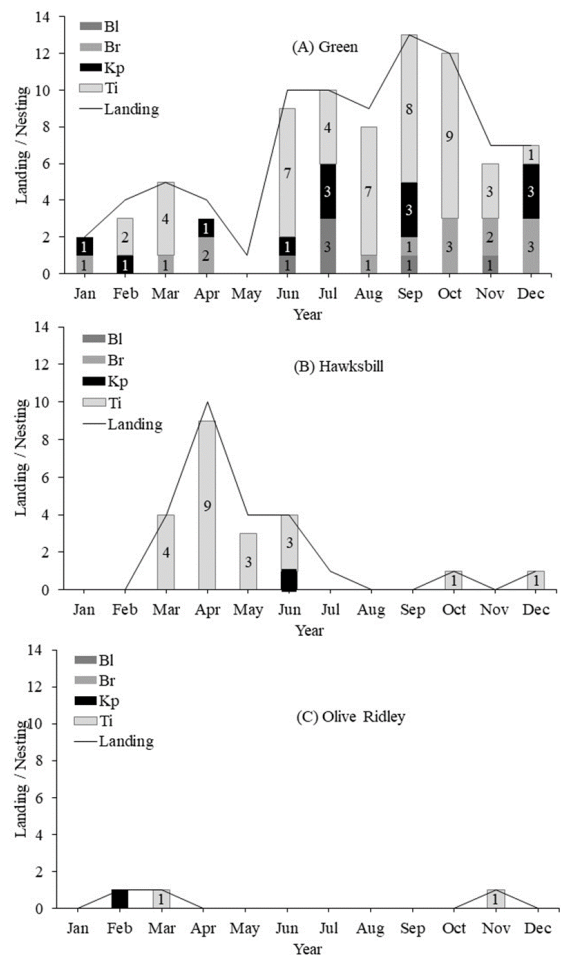 14
12
10
8
6
4
2
0
Landing / Nesting
Bl
Br
Kp
Ti
Landing
(A) Green
1 1 2 1 4 1 1 2 7 1 1 4 3 3 7 1 8 3 1 1 9 3 3 2 1 1 3 3
Jan Feb Mar Apr May Jun Jul Aug Sep Oct Nov Dec
Year
14
12
10
8
6
4
2
0
Landing / Nesting
Bl
Br
Kp
Ti
(B) Hawksbill
Landing
4 9 3 3 1 1
Jan Feb Mar Apr May Jun Jul Aug Sep Oct Nov Dec
Year
14
12
10
8
6
4
2
0
Landing / Nesting
Bl
Br
Kp
Ti
(C) Olive Ridley
Landing
1 1
Jan Feb Mar Apr May Jun Jul Aug Sep Oct Nov Dec
Year